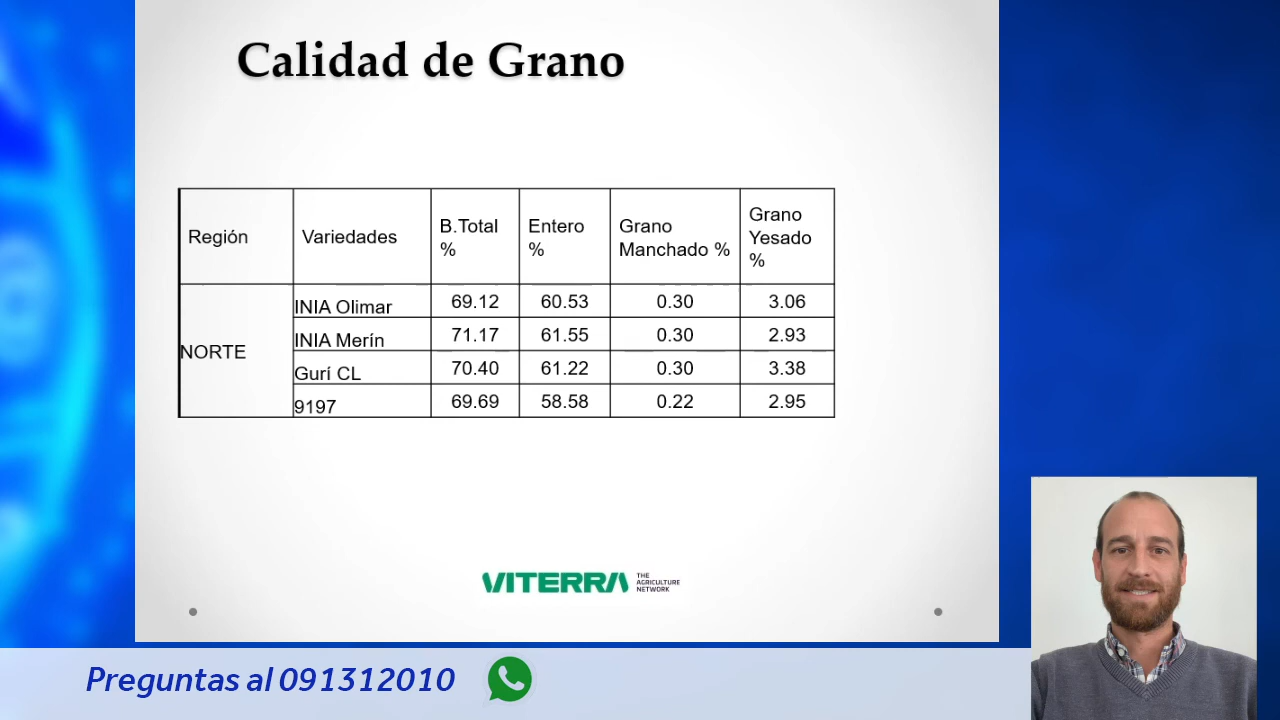 Calidad de Grano
Región Variedades B.Total % Entero % Grano Manchado % Grano Yesado %
NORTE
INIA Olimar 69.12 60.53 0.30 3.06
INIA Merín 71.17 61.55 0.30 2.93
Gurí CL 70.40 61.22 0.30 3.38
9197 69.69 58.58 0.22 2.95
VITERRA THE AGRICULTURE NETWORK
Preguntas al 091312010